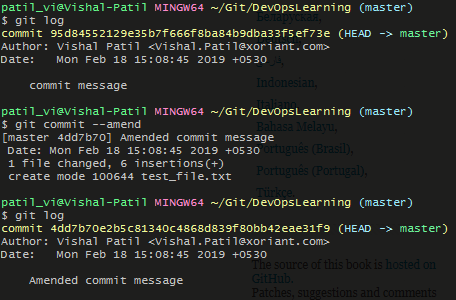 patil_vi@Vishal-Patil MINGW64 ~/Git/DevOpsLearning (master)
$ git log
commit 95d84552129e35b7f666f8ba84b9dba33f5ef73e (HEAD -> master)
Author: Vishal Patil <Vishal.Patil@xoriant.com>
Date:   Mon Feb 18 15:08:45 2019 +0530
Indonesian,
    commit message
Italiano,
patil_vi@Vishal-Patil MINGW64 ~/Git/DevOpsLearning (master)
$ git commit --amend
Bahasa Melayu,
[master 4dd7b70] Amended commit message
 Date: Mon Feb 18 15:08:45 2019 +0530
Português (Brasil),
 1 file changed, 6 insertions(+)
Português (Portugal),
 create mode 100644 test_file.txt
Türkçe
patil_vi@Vishal-Patil MINGW64 ~/Git/DevOpsLearning (master)
$ git log
commit 4dd7b70e2b5c81340c4868d839f80bb42eae31f9 (HEAD -> master)
Author: Vishal Patil <Vishal.Patil@xoriant.com>
Date:   Mon Feb 18 15:08:45 2019 +0530
The source of this book is hosted on
GitHub.
    Amended commit message
Patches, suggestions and comments